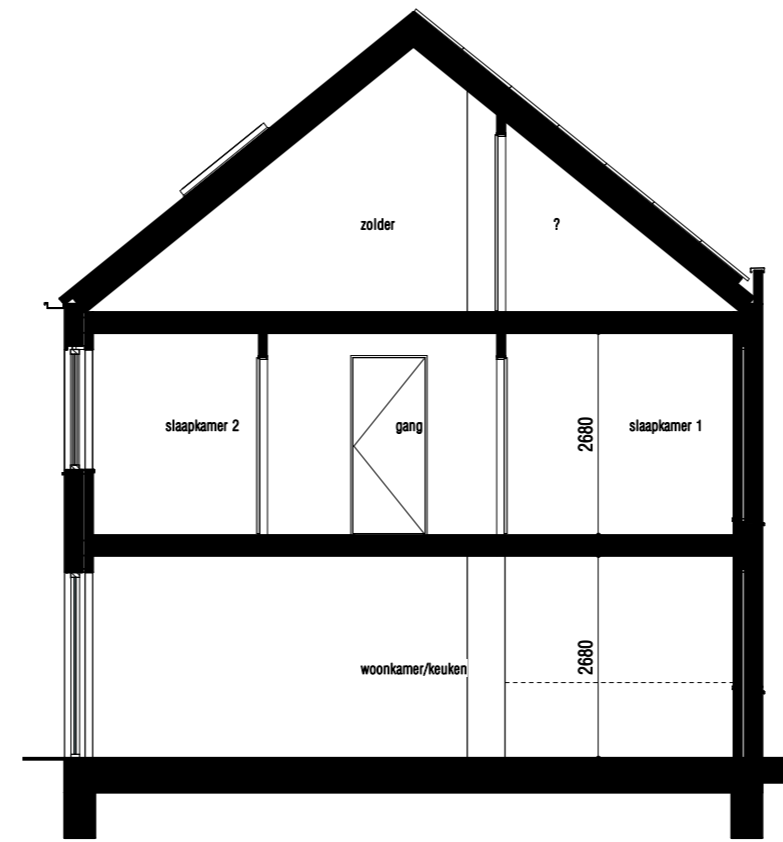 zolder
?
slaapkamer 2
gang
2680
slaapkamer 1
woonkamer/keuken
2680